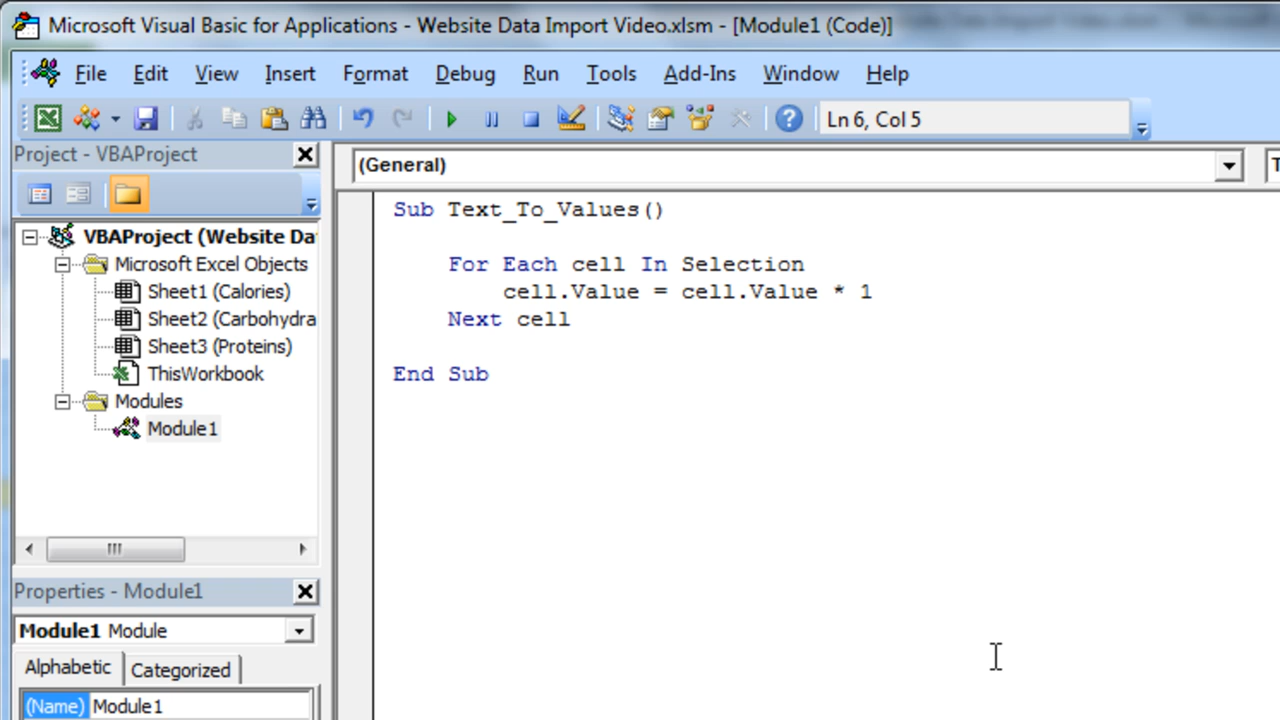 Microsoft Visual Basic for Applications - Website Data Import Video.xlsm - [Module1 (Code)]
File Edit View Insert Format Debug Run Tools Add-Ins Window Help
Ln 6, Col 5
Project - VBAProject
VBAProject (Website Da
Microsoft Excel Objects
Sheet1 (Calories)
Sheet2 (Carbohydra
Sheet3 (Proteins)
ThisWorkbook
Modules
Module1
Properties - Module1
Module1 Module
Alphabetic Categorized
(Name) Module1
(General)
T
Sub Text_To_Values()
For Each cell In Selection
cell.Value = cell.Value * 1
Next cell
End Sub